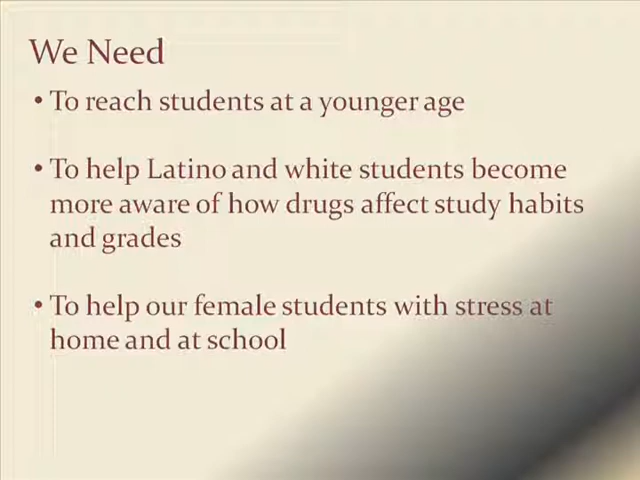 We Need
• To reach students at a younger age
• To help Latino and white students become
more aware of how drugs affect study habits
and grades
• To help our female students with stress at
home and at school